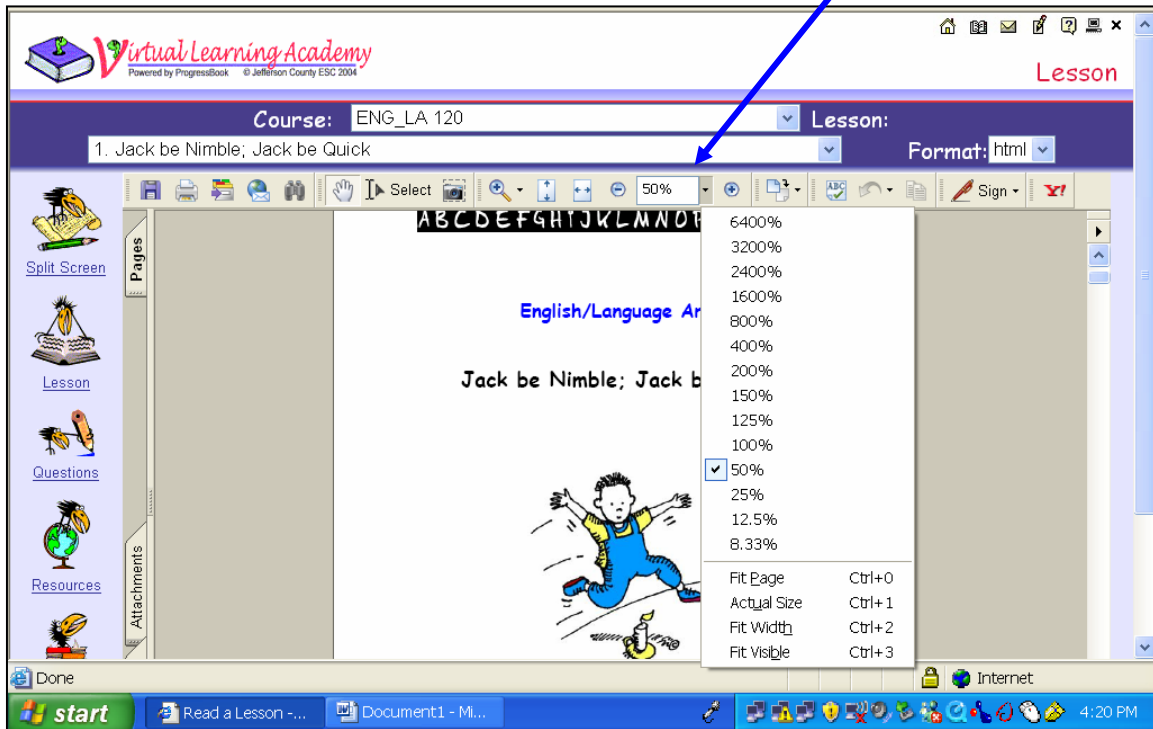 Virtual Learning Academy
Powered by ProgressBook © Jefferson County ESC 2004
Lesson
Course: ENG_LA 120 Lesson:
1. Jack be Nimble; Jack be Quick Format: html
Select 50% Sign Y!
ABC
Split Screen
Lesson
Questions
Resources
Pages
Attachments
A B C D E F G H I J K L M N O P
English/Language Ar
Jack be Nimble; Jack b
6400%
3200%
2400%
1600%
800%
400%
200%
150%
125%
100%
50%
25%
12.5%
8.33%
Fit Page Ctrl+0
Actual Size Ctrl+1
Fit Width Ctrl+2
Fit Visible Ctrl+3
Done Internet
start Read a Lesson -... Document1 - Mi... 4:20 PM